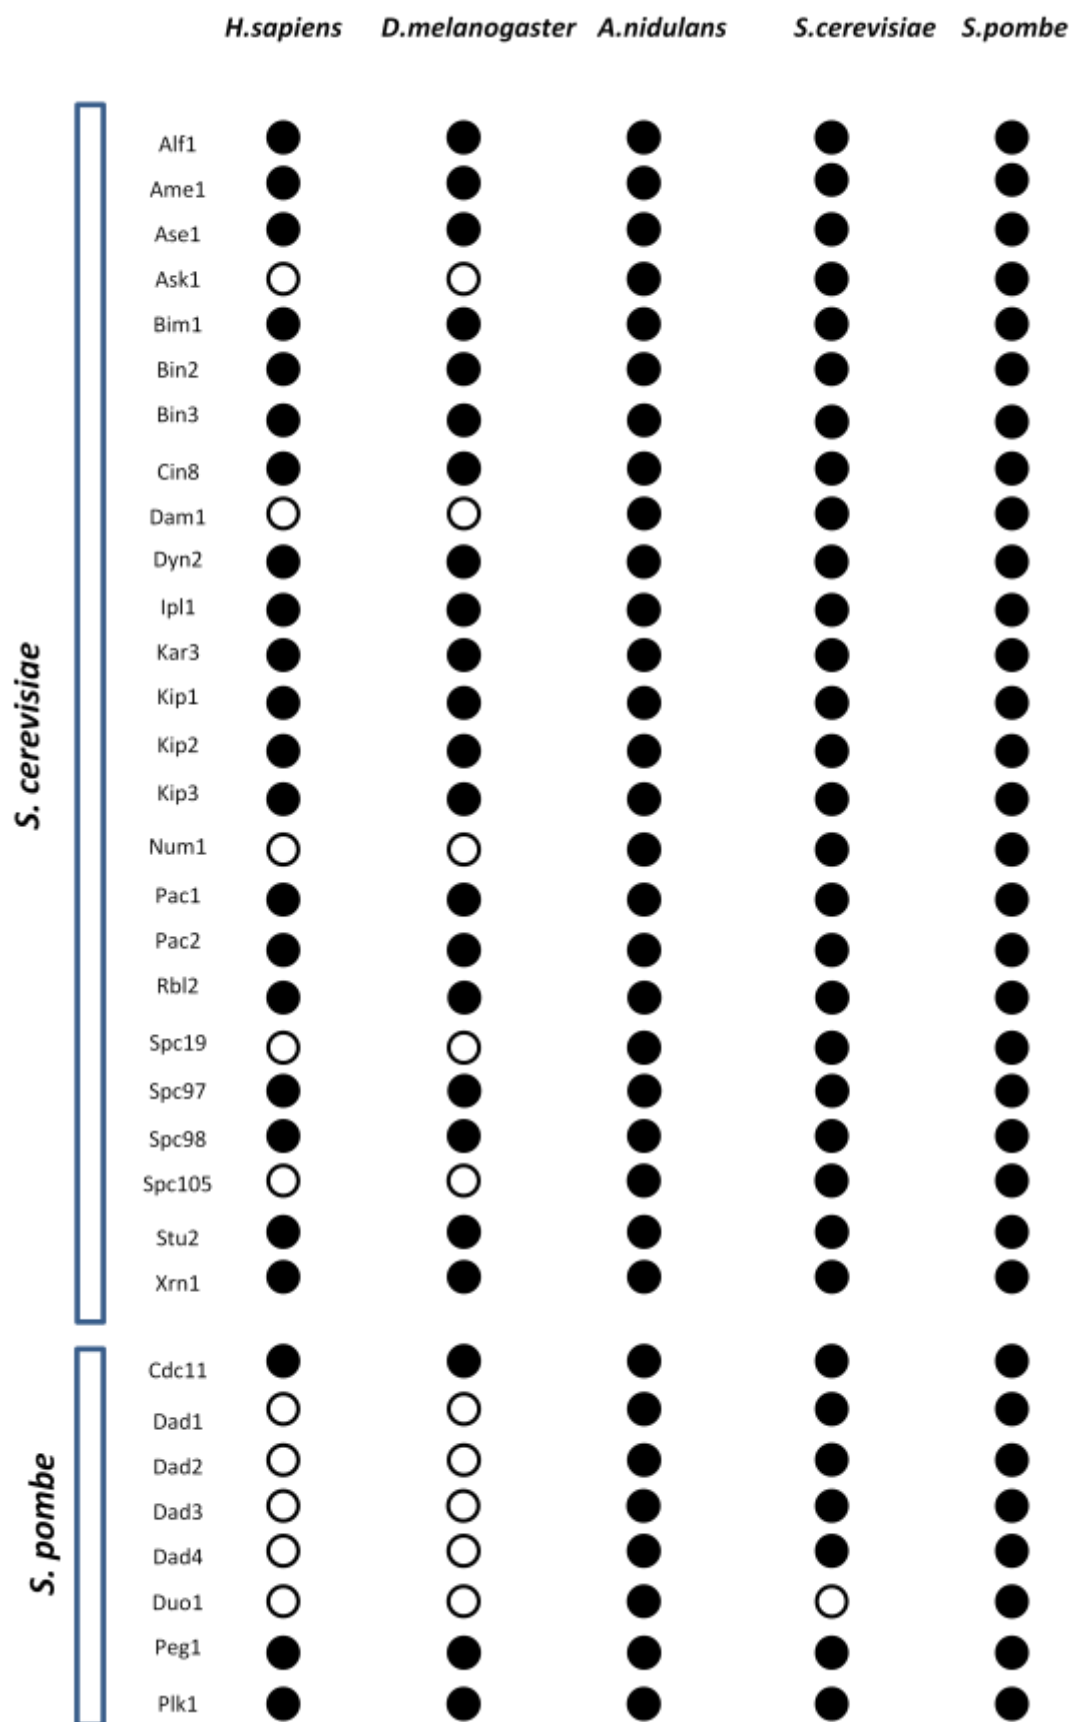 H.sapiens D.melanogaster A.nidulans S.cerevisiae S.pombe
S. cerevisiae
Alf1
Ame1
Ase1
Ask1
Bim1
Bin2
Bin3
Cin8
Dam1
Dyn2
Ipl1
Kar3
Kip1
Kip2
Kip3
Num1
Pac1
Pac2
Rbl2
Spc19
Spc97
Spc98
Spc105
Stu2
Xrn1
S. pombe
Cdc11
Dad1
Dad2
Dad3
Dad4
Duo1
Peg1
Plk1